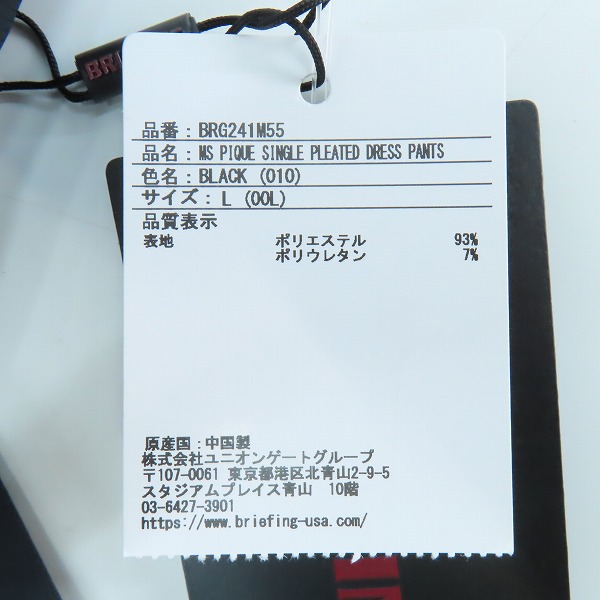 BRI
品番：BRG241M55
品名：MS PIQUE SINGLE PLEATED DRESS PANTS
色名：BLACK (010)
サイズ：L (00L)
品質表示
表地 ポリエステル 93%
ポリウレタン 7%
原産国：中国製
株式会社ユニオンゲートグループ
〒107-0061 東京都港区北青山2-9-5
スタジアムプレイス青山 10階
03-6427-3901
https://www.briefing-usa.com/